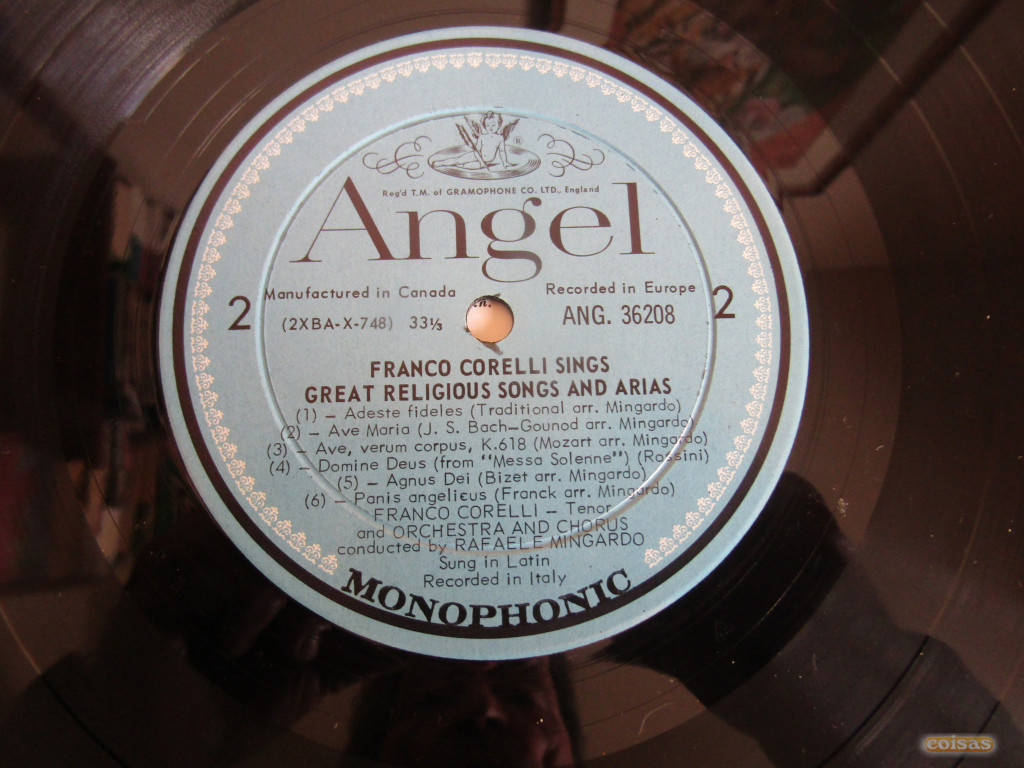 Reg'd T.M. of GRAMOPHONE CO. LTD., England
®
Angel
Manufactured in Canada
Recorded in Europe
2
2
(2XBA-X-748) 33⅓
ANG. 36208
FRANCO CORELLI SINGS
GREAT RELIGIOUS SONGS AND ARIAS
(1) – Adeste fideles (Traditional arr. Mingardo)
(2) – Ave Maria (J. S. Bach–Gounod arr. Mingardo)
(3) – Ave, verum corpus, K.618 (Mozart arr. Mingardo)
(4) – Domine Deus (from "Messa Solenne") (Rossini)
(5) – Agnus Dei (Bizet arr. Mingardo)
(6) – Panis angelicus (Franck arr. Mingardo)
FRANCO CORELLI – Tenor
and ORCHESTRA AND CHORUS
conducted by RAFAELE MINGARDO
Sung in Latin
Recorded in Italy
MONOPHONIC
coisas